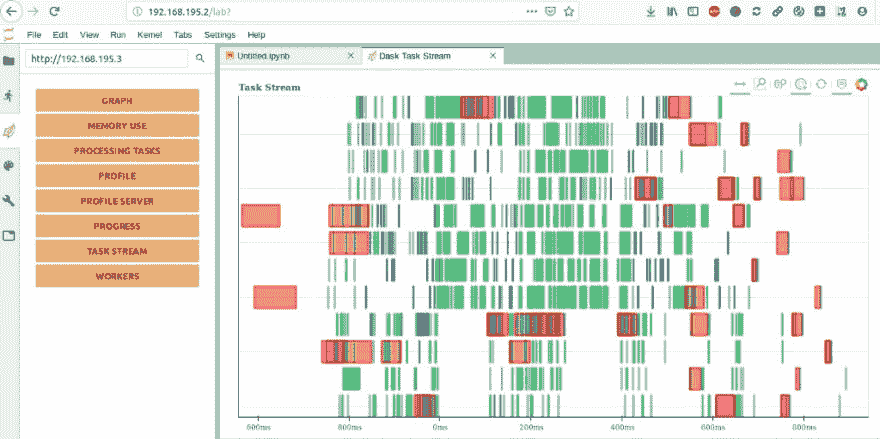 192.168.195.2/lab?
File Edit View Run Kernel Tabs Settings Help
http://192.168.195.3
Untitled.ipynb
Dask Task Stream
GRAPH
MEMORY USE
PROCESSING TASKS
PROFILE
PROFILE SERVER
PROGRESS
TASK STREAM
WORKERS
Task Stream
600ms 800ms 0ms 200ms 400ms 600ms 800ms